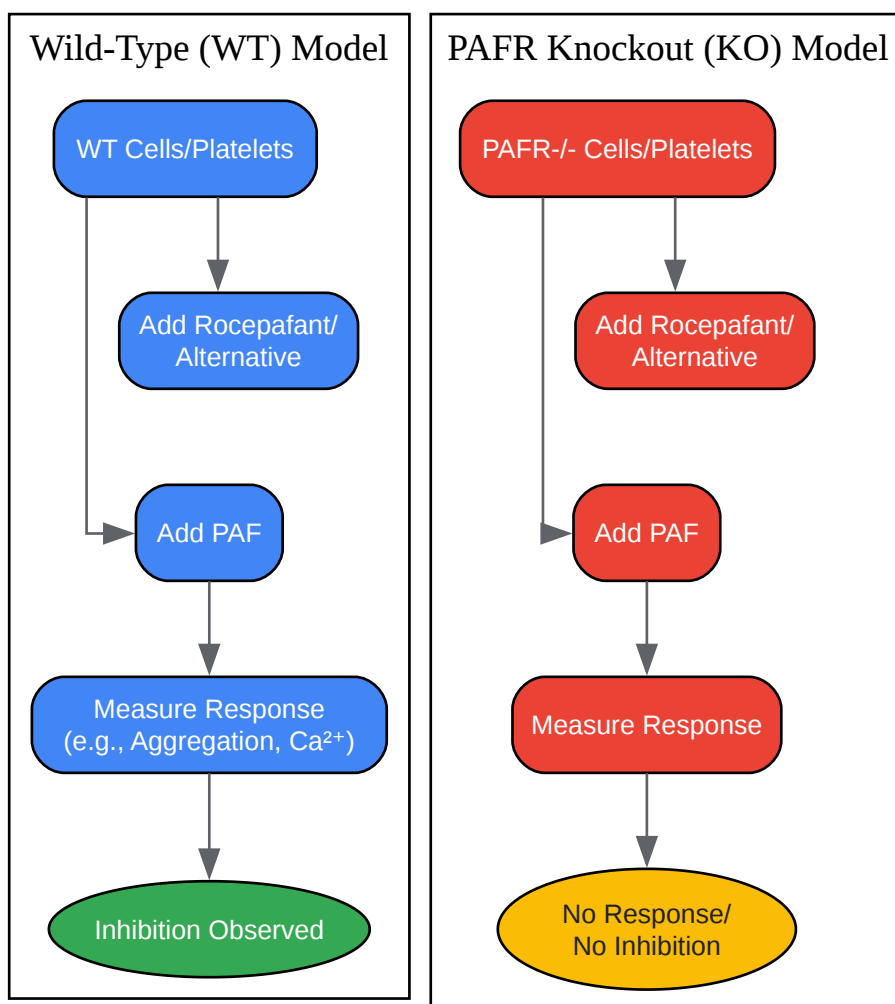 Wild-Type (WT) Model
WT Cells/Platelets
Add Rocepafant/
Alternative
Add PAF
Measure Response
(e.g., Aggregation, Ca²⁺)
Inhibition Observed
PAFR Knockout (KO) Model
PAFR-/- Cells/Platelets
Add Rocepafant/
Alternative
Add PAF
Measure Response
No Response/
No Inhibition